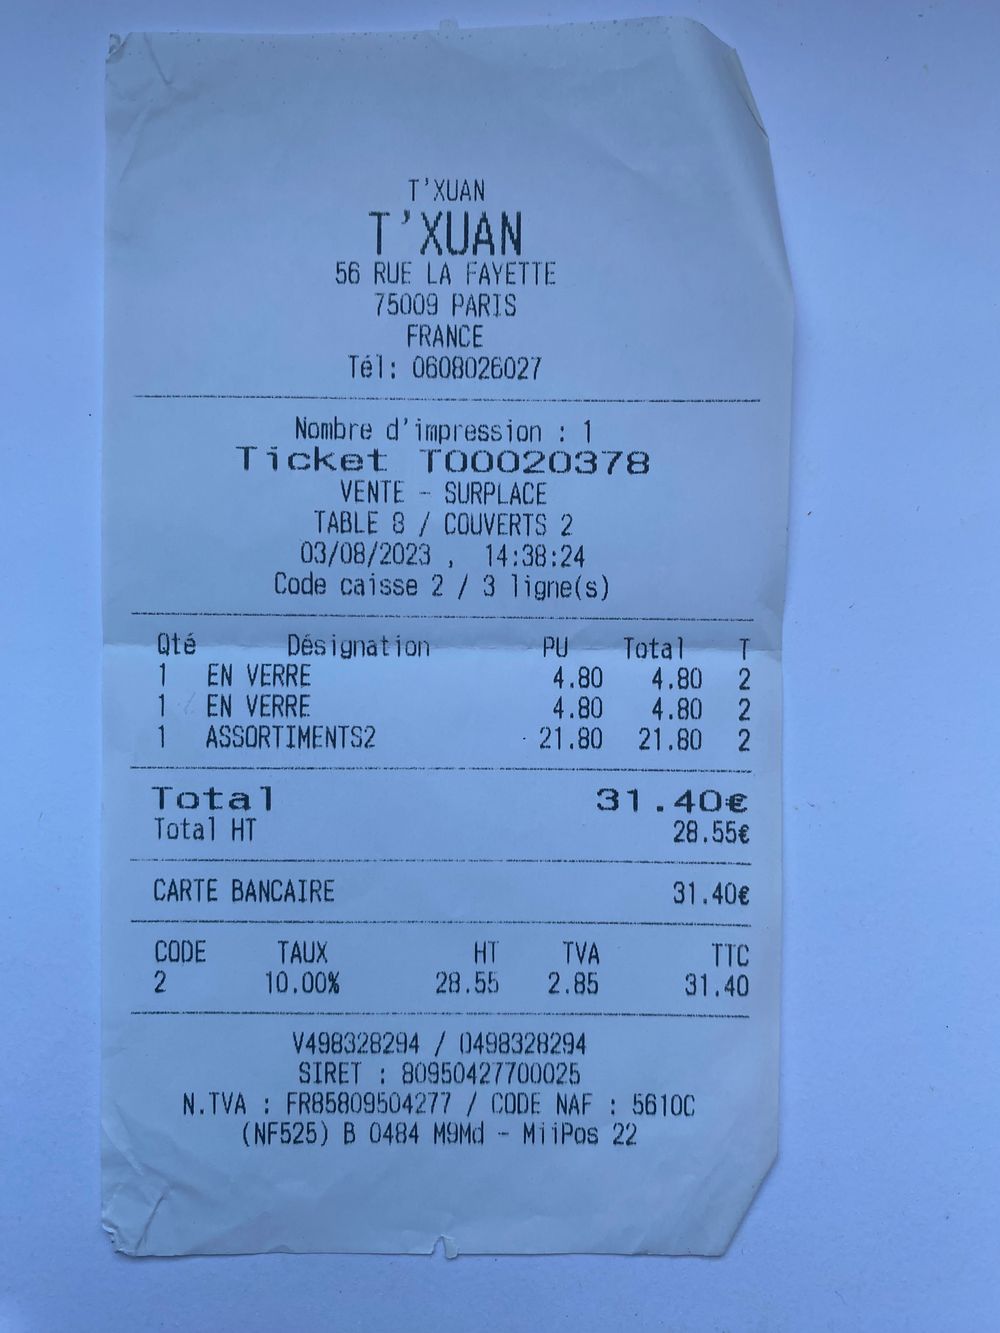 T'XUAN
T'XUAN
56 RUE LA FAYETTE
75009 PARIS
FRANCE
Tél: 0608026027
Nombre d'impression : 1
Ticket T00020378
VENTE - SURPLACE
TABLE 8 / COUVERTS 2
03/08/2023 , 14:38:24
Code caisse 2 / 3 ligne(s)
Qté Désignation PU Total T
1 EN VERRE 4.80 4.80 2
1 EN VERRE 4.80 4.80 2
1 ASSORTIMENTS2 21.80 21.80 2
Total 31.40€
Total HT 28.55€
CARTE BANCAIRE 31.40€
CODE TAUX HT TVA TTC
2 10.00% 28.55 2.85 31.40
V498328294 / 0498328294
SIRET : 80950427700025
N.TVA : FR85809504277 / CODE NAF : 5610C
(NF525) B 0484 M9Md - MiiPos 22